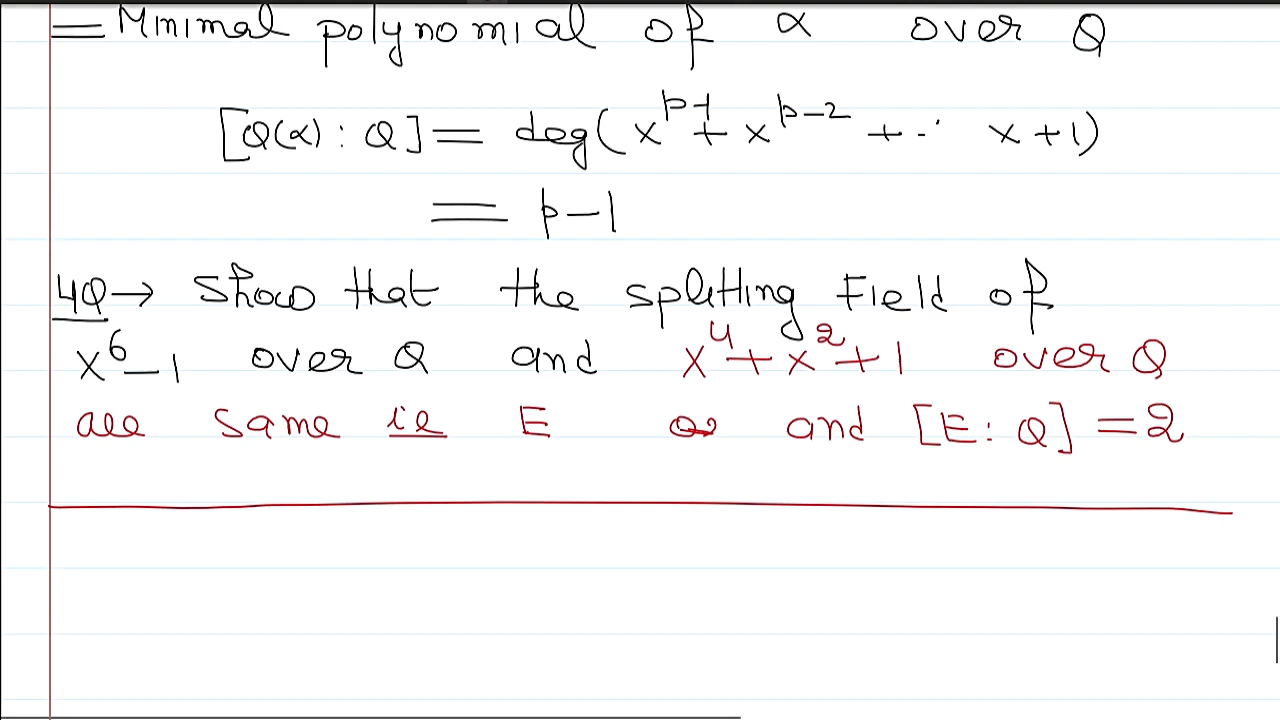 = Minimal polynomial of α over Q
[Q(α) : Q] = deg(x^{p-1} + x^{p-2} + .. x + 1)
= p-1
4Q→ Show that the splitting Field of
x^6 - 1 over Q and x^4 + x^2 + 1 over Q
are same ie E and [E : Q] = 2